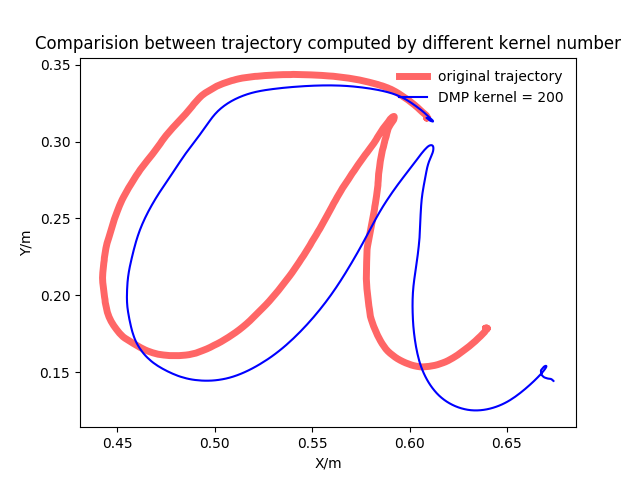 Comparision between trajectory computed by different kernel number
original trajectory
DMP kernel = 200
0.35
0.30
0.25
0.20
0.15
Y/m
0.45 0.50 0.55 0.60 0.65
X/m